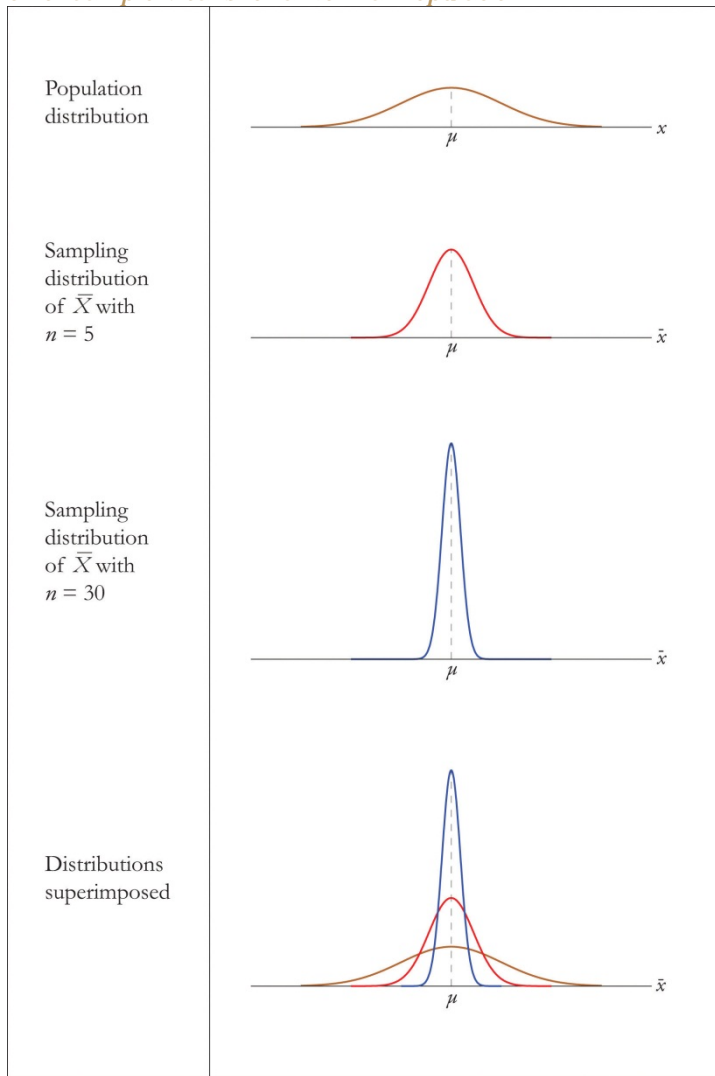 Population
distribution
x
μ
Sampling
distribution
of X̅ with
n = 5
x̄
μ
Sampling
distribution
of X̅ with
n = 30
x̄
μ
Distributions
superimposed
x̄
μ